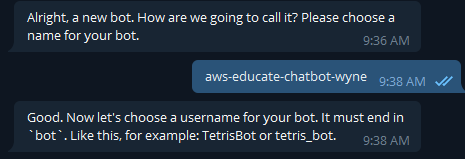 Alright, a new bot. How are we going to call it? Please choose a
name for your bot.
9:36 AM
aws-educate-chatbot-wyne 9:38 AM
Good. Now let's choose a username for your bot. It must end in
`bot`. Like this, for example: TetrisBot or tetris_bot.
9:38 AM